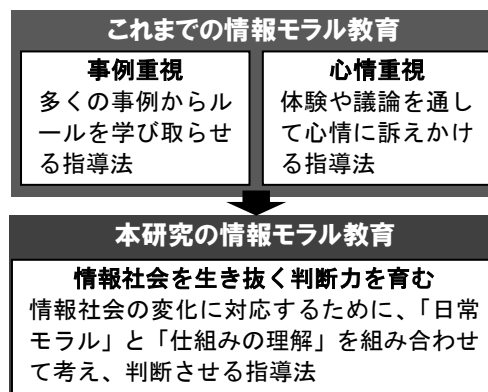 これまでの情報モラル教育
事例重視
多くの事例からル
ールを学び取らせ
る指導法
心情重視
体験や議論を通し
て心情に訴えかけ
る指導法
本研究の情報モラル教育
情報社会を生き抜く判断力を育む
情報社会の変化に対応するために、「日常
モラル」と「仕組みの理解」を組み合わせ
て考え、判断させる指導法